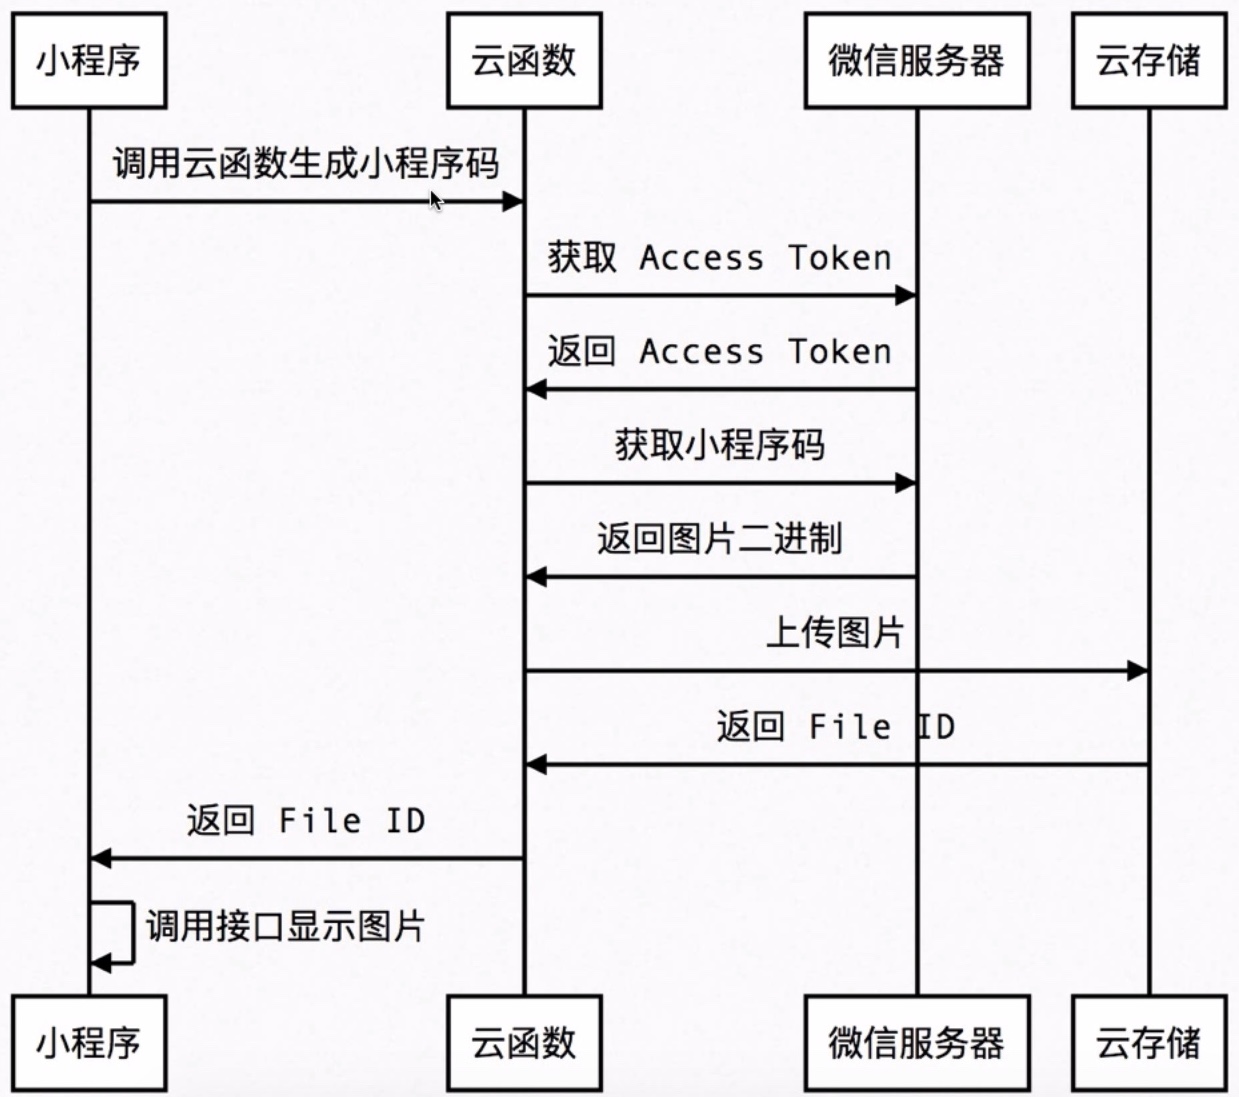 小程序
云函数
微信服务器
云存储
调用云函数生成小程序码
获取 Access Token
返回 Access Token
获取小程序码
返回图片二进制
上传图片
返回 File ID
返回 File ID
调用接口显示图片
小程序
云函数
微信服务器
云存储